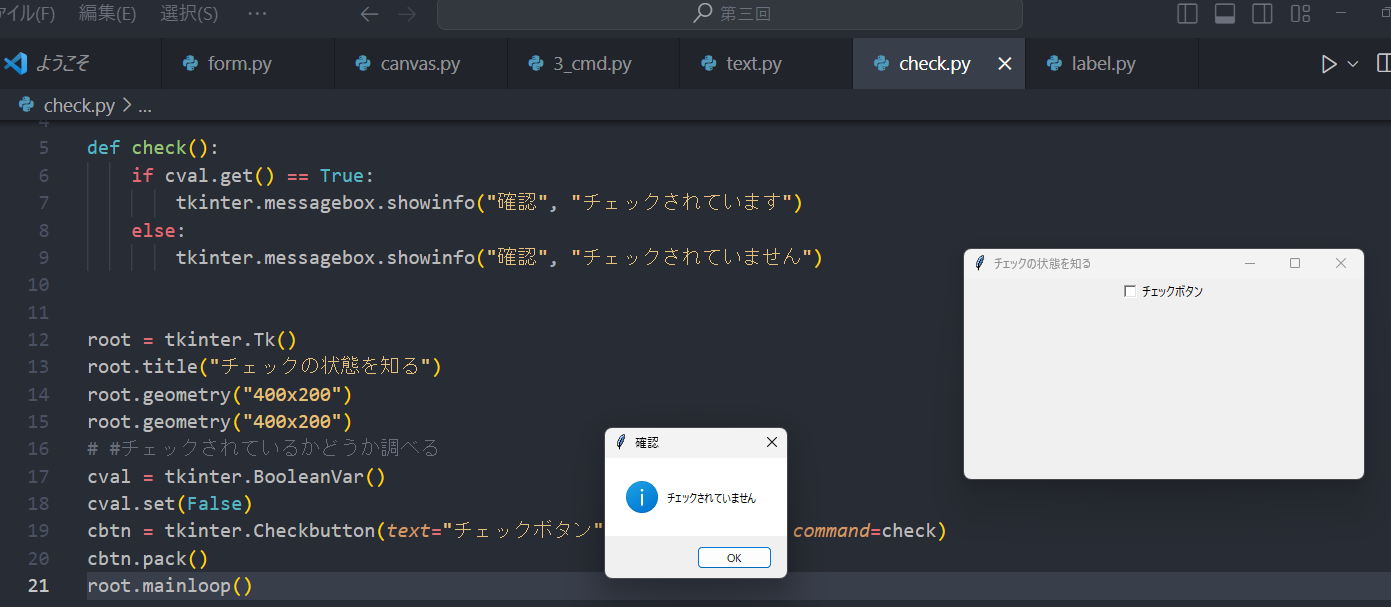 ァイル(F) 編集(E) 選択(S) ··· ← → 第三回
ようこそ form.py canvas.py 3_cmd.py text.py check.py label.py
check.py > ...
4
5 def check():
6 if cval.get() == True:
7 tkinter.messagebox.showinfo("確認", "チェックされています")
8 else:
9 tkinter.messagebox.showinfo("確認", "チェックされていません")
10
11
12 root = tkinter.Tk()
13 root.title("チェックの状態を知る")
14 root.geometry("400x200")
15 root.geometry("400x200")
16 # #チェックされているかどうか調べる
17 cval = tkinter.BooleanVar()
18 cval.set(False)
19 cbtn = tkinter.Checkbutton(text="チェックボタン" command=check)
20 cbtn.pack()
21 root.mainloop()
チェックの状態を知る
チェックボタン
確認
チェックされていません
OK